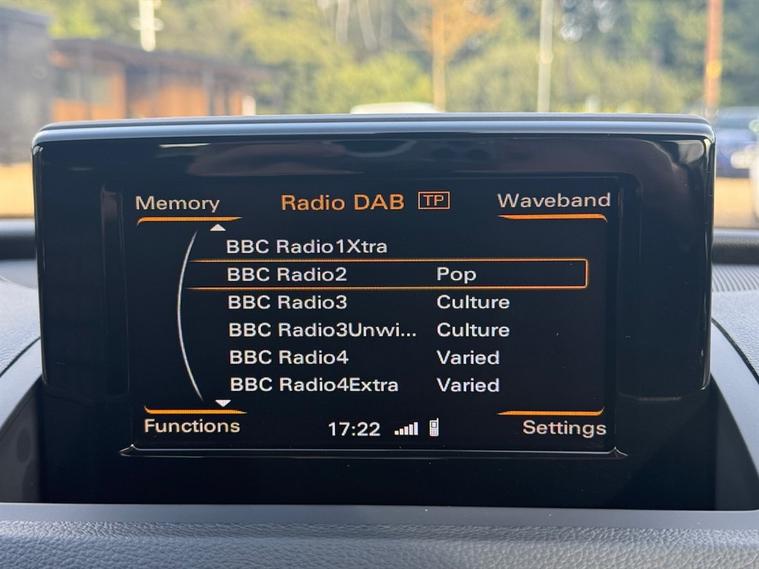 Memory Radio DAB TP Waveband
BBC Radio1Xtra
BBC Radio2 Pop
BBC Radio3 Culture
BBC Radio3Unwi... Culture
BBC Radio4 Varied
BBC Radio4Extra Varied
Functions 17:22 Settings